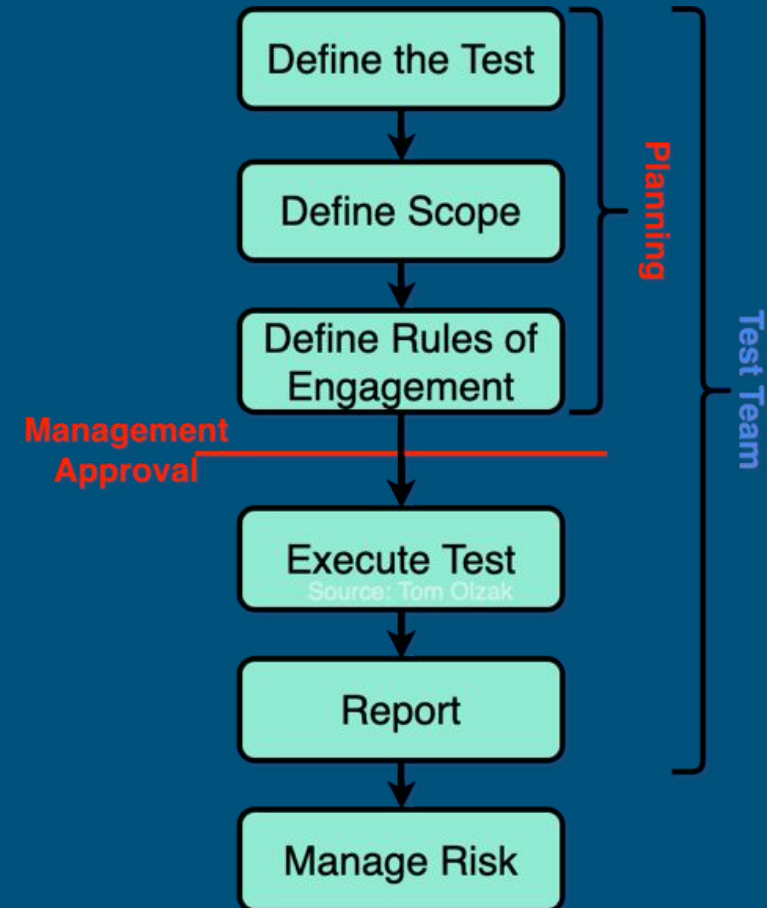 Define the Test
Define Scope
Define Rules of
Engagement
Planning
Test Team
Management
Approval
Execute Test
Source: Tom Olzak
Report
Manage Risk